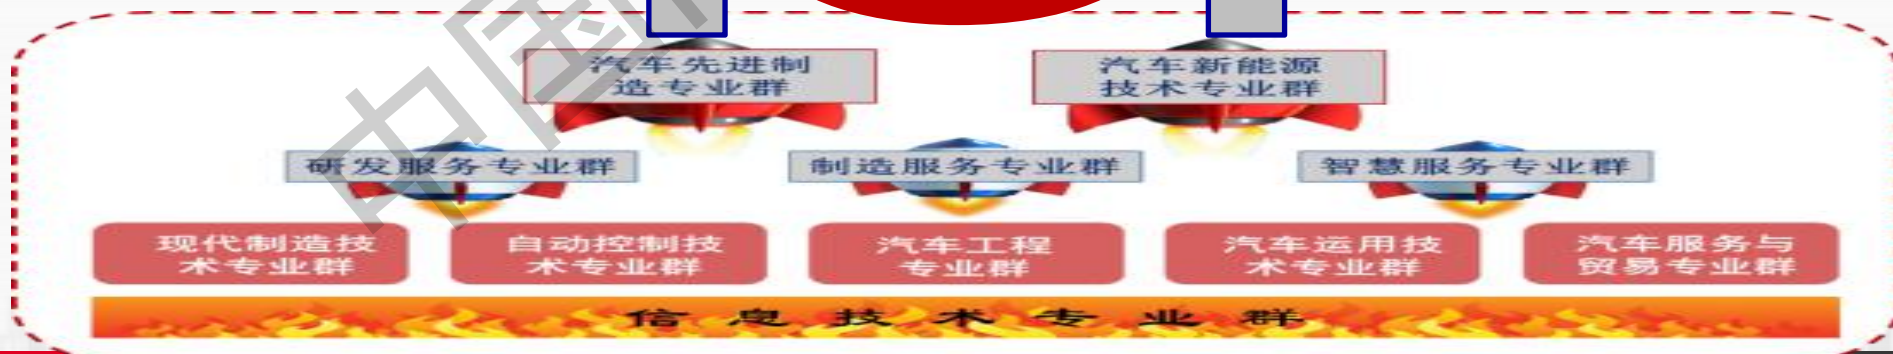 汽车先进制
造专业群
汽车新能源
技术专业群
研发服务专业群
制造服务专业群
智慧服务专业群
现代制造技
术专业群
自动控制技
术专业群
汽车工程
专业群
汽车运用技
术专业群
汽车服务与
贸易专业群
信息技术专业群
中国